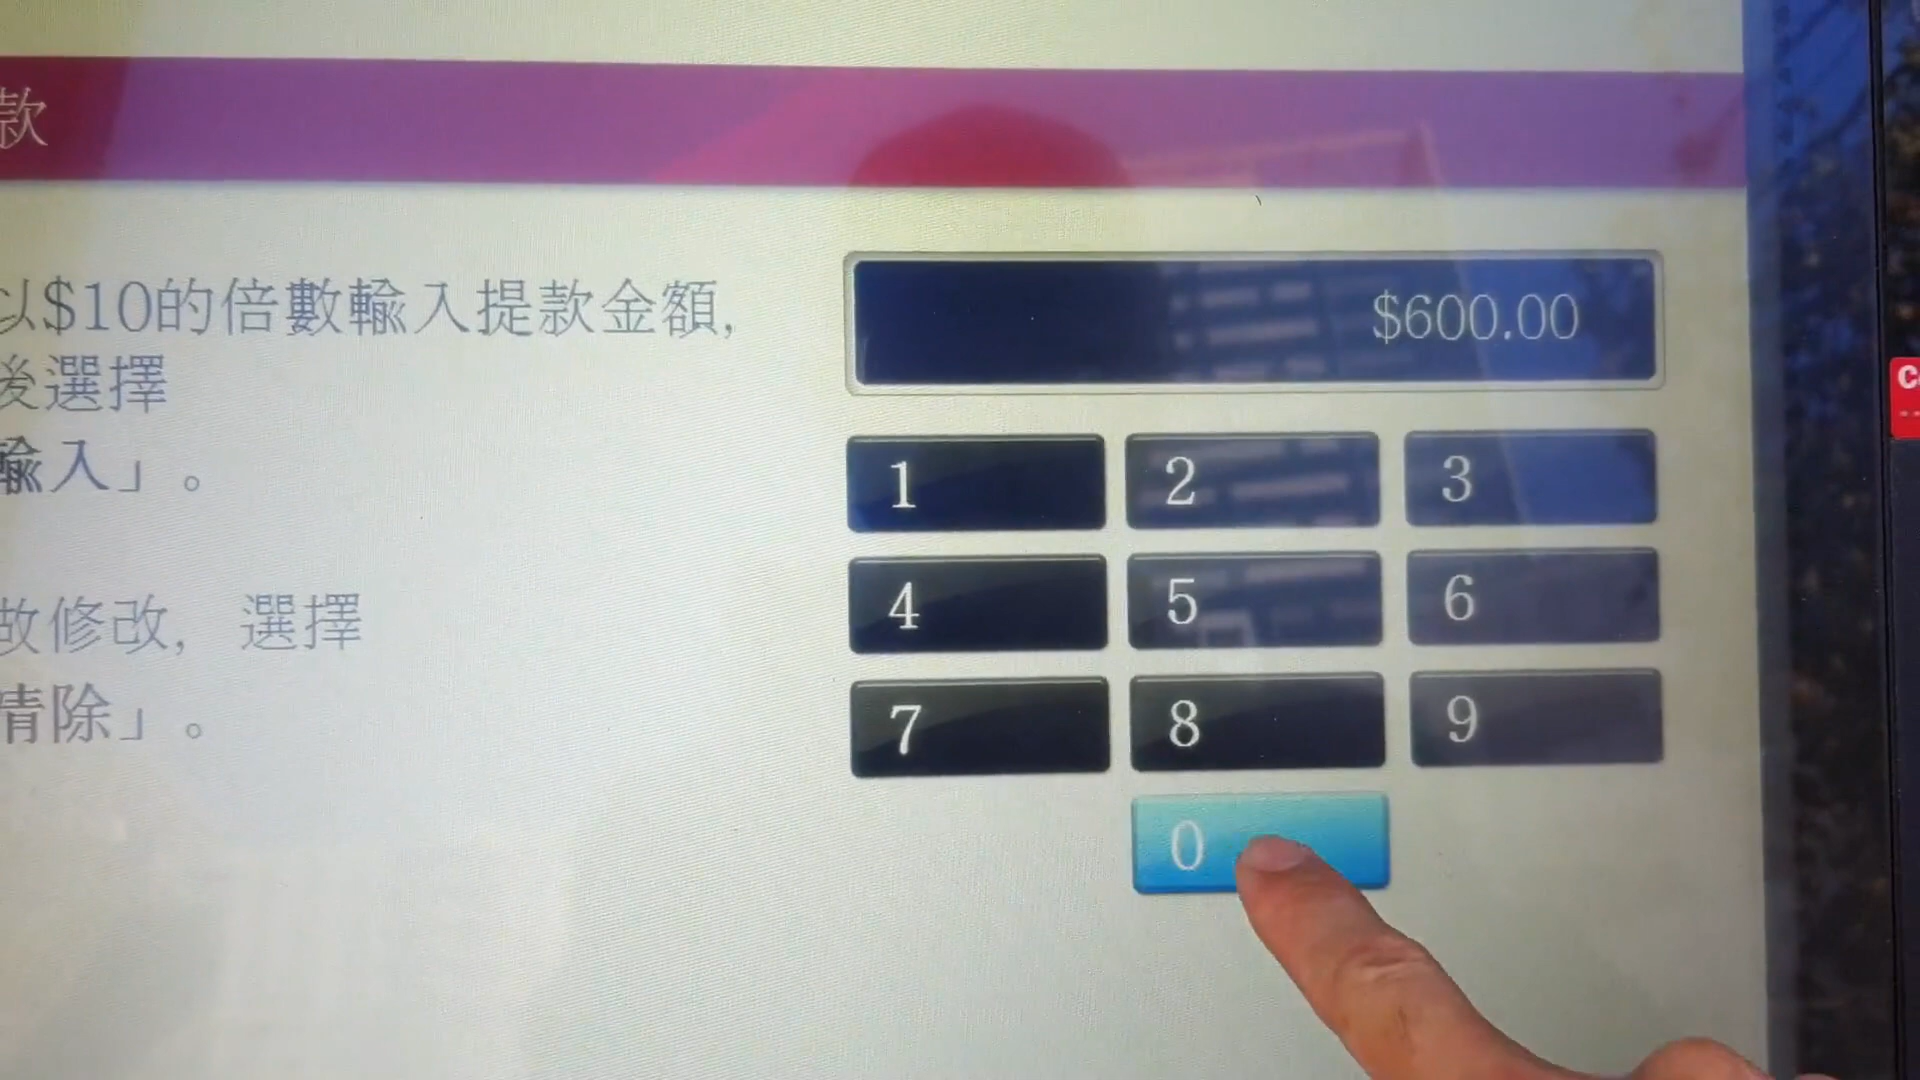 款
以$10的倍數輸入提款金額,
後選擇
輸入」。
做修改, 選擇
清除」。
$600.00
1 2 3
4 5 6
7 8 9
0